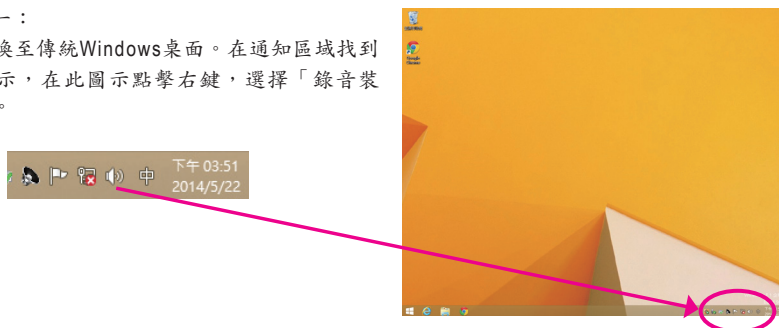 一：
換至傳統Windows桌面。在通知區域找到
示，在此圖示點擊右鍵，選擇「錄音裝
。
中
下午 03:51
2014/5/22
Google
Chrome